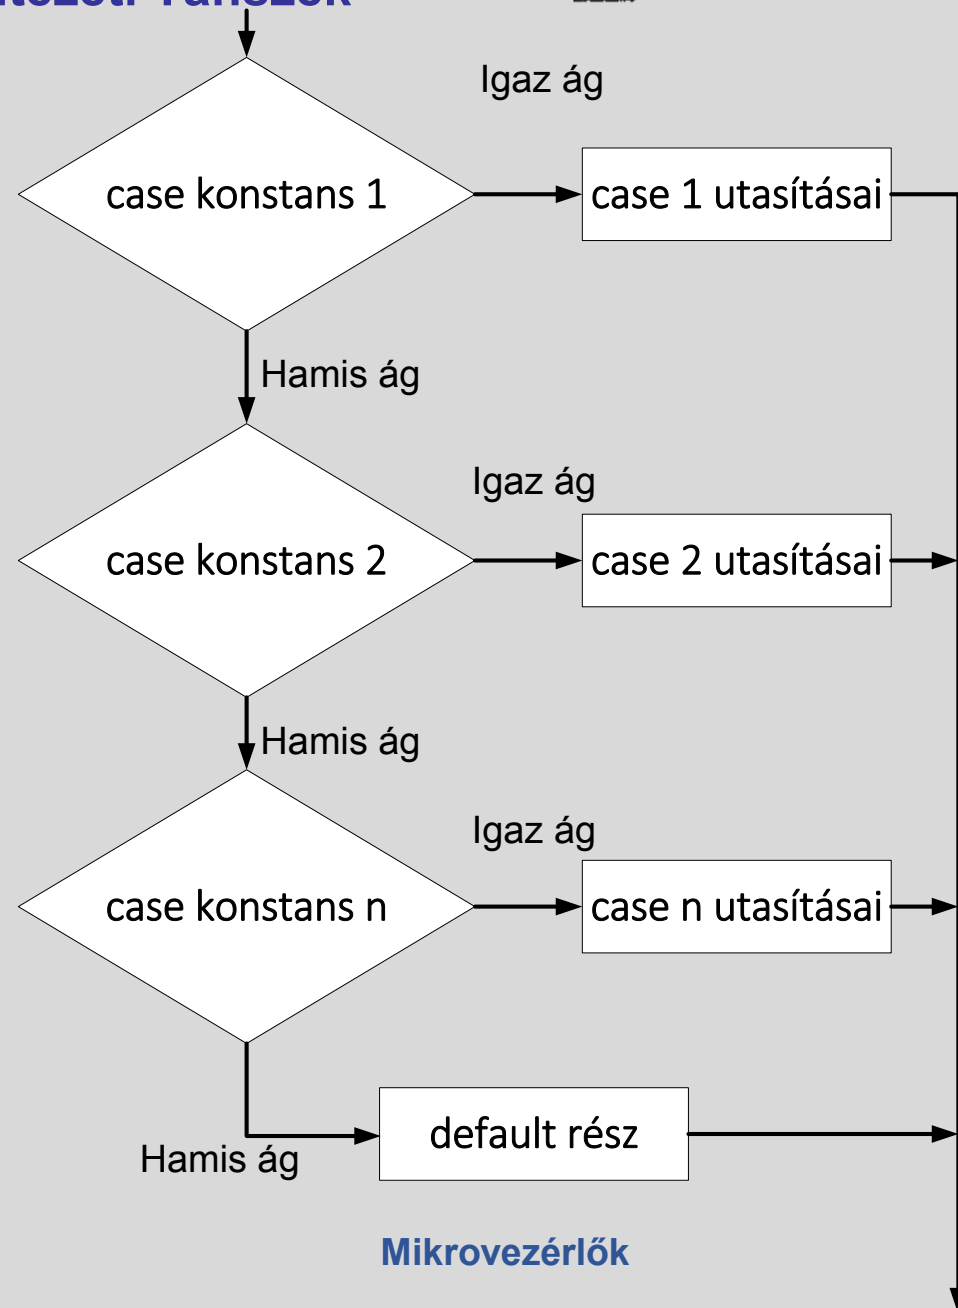 Igaz ág
case konstans 1
case 1 utasításai
Hamis ág
Igaz ág
case konstans 2
case 2 utasításai
Hamis ág
Igaz ág
case konstans n
case n utasításai
default rész
Hamis ág
Mikrovezérlők